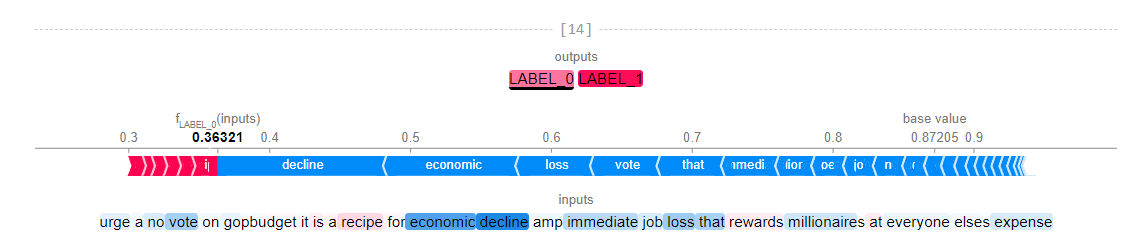 [14]
outputs
LABEL_0 LABEL_1
f LABEL_0(inputs) base value
0.3 0.36321 0.4 0.5 0.6 0.7 0.8 0.87205 0.9
decline economic loss vote that
inputs
urge a no vote on gopbudget it is a recipe for economic decline amp immediate job loss that rewards millionaires at everyone elses expense